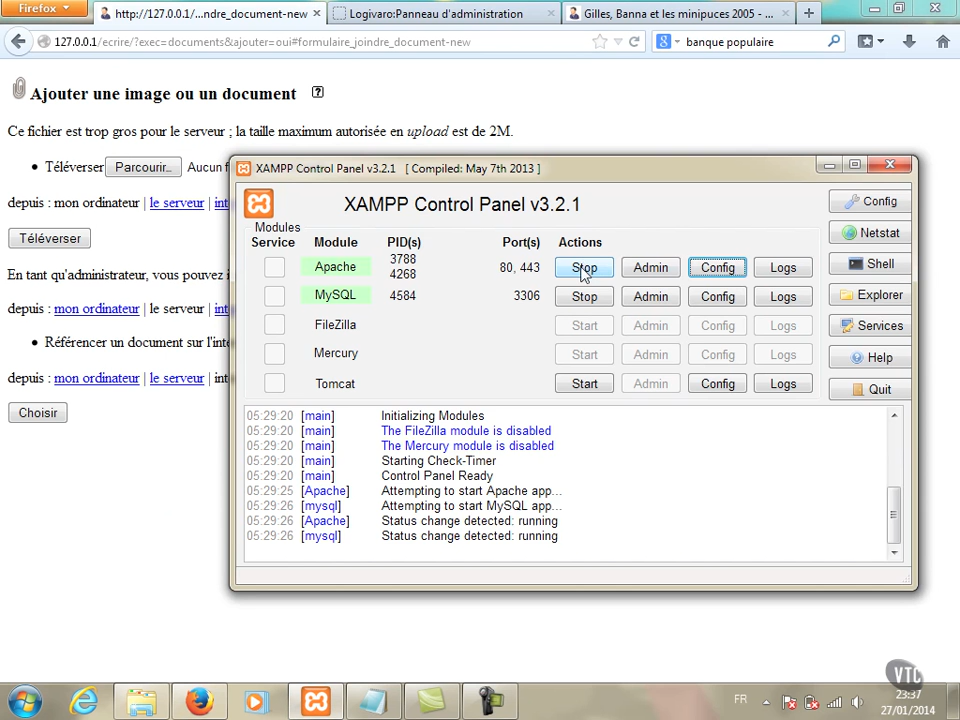 Firefox
http://127.0.0.1/...ndre_document-new
Logivaro:Panneau d'administration
Gilles, Banna et les minipuces 2005 - ...
127.0.0.1/ecrire/?exec=documents&ajouter=oui#formulaire_joindre_document-new
banque populaire
Ajouter une image ou un document
Ce fichier est trop gros pour le serveur ; la taille maximum autorisée en upload est de 2M.
Téléverser Parcourir... Aucun f
depuis : mon ordinateur | le serveur | int
Téléverser
En tant qu'administrateur, vous pouvez i
depuis : mon ordinateur | le serveur | int
Référencer un document sur l'inte
depuis : mon ordinateur | le serveur | int
Choisir
XAMPP Control Panel v3.2.1 [ Compiled: May 7th 2013 ]
XAMPP Control Panel v3.2.1
Modules
Service Module PID(s) Port(s) Actions
Apache 3788 4268 80, 443 Stop Admin Config Logs
MySQL 4584 3306 Stop Admin Config Logs
FileZilla Start Admin Config Logs
Mercury Start Admin Config Logs
Tomcat Start Admin Config Logs
Config
Netstat
Shell
Explorer
Services
Help
Quit
05:29:20 [main] Initializing Modules
05:29:20 [main] The FileZilla module is disabled
05:29:20 [main] The Mercury module is disabled
05:29:20 [main] Starting Check-Timer
05:29:20 [main] Control Panel Ready
05:29:25 [Apache] Attempting to start Apache app...
05:29:26 [mysql] Attempting to start MySQL app...
05:29:26 [Apache] Status change detected: running
05:29:26 [mysql] Status change detected: running
VTC
FR
23:37
27/01/2014